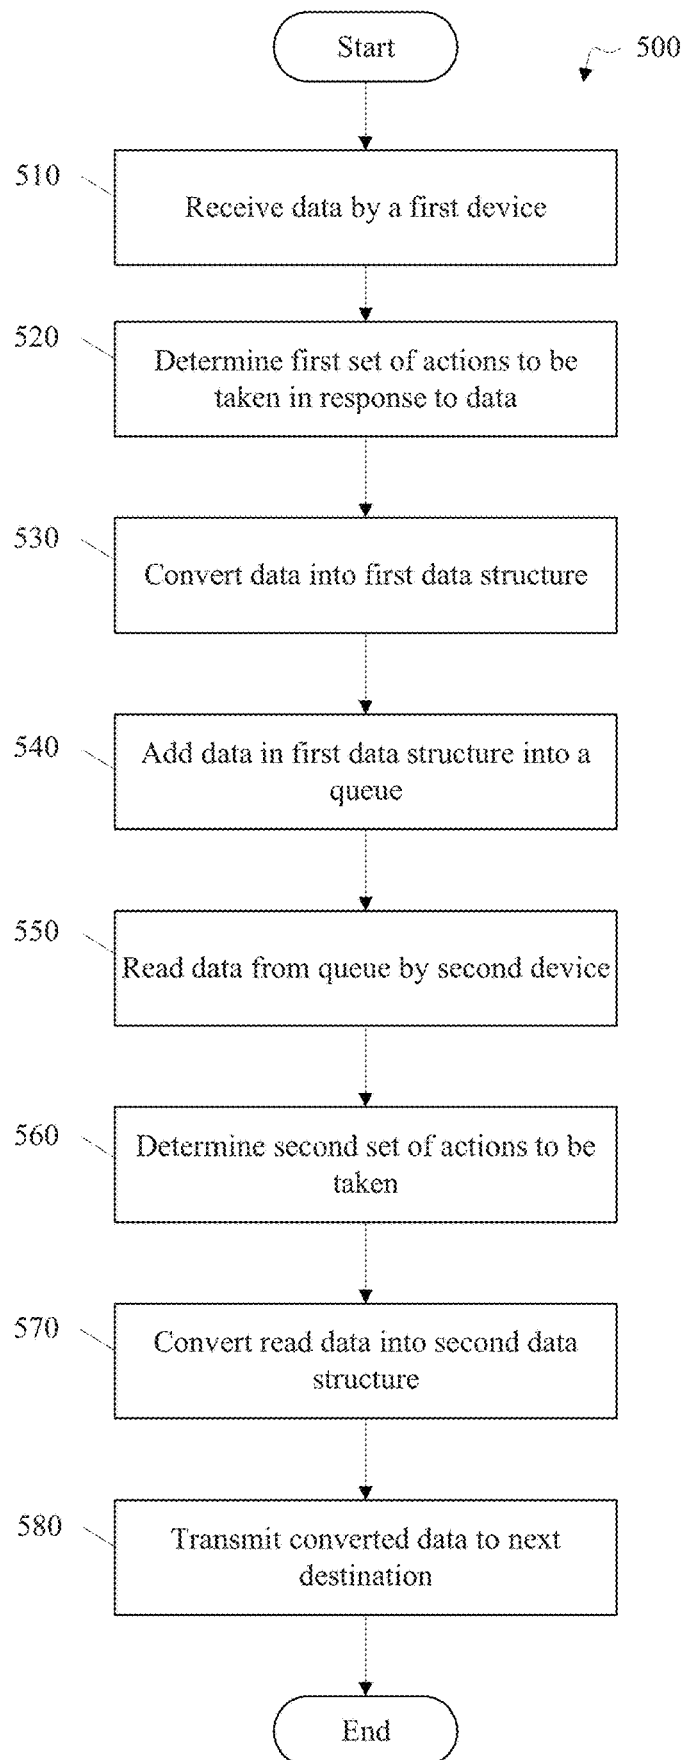 Start
500
510
Receive data by a first device
520
Determine first set of actions to be
taken in response to data
530
Convert data into first data structure
540
Add data in first data structure into a
queue
550
Read data from queue by second device
560
Determine second set of actions to be
taken
570
Convert read data into second data
structure
580
Transmit converted data to next
destination
End